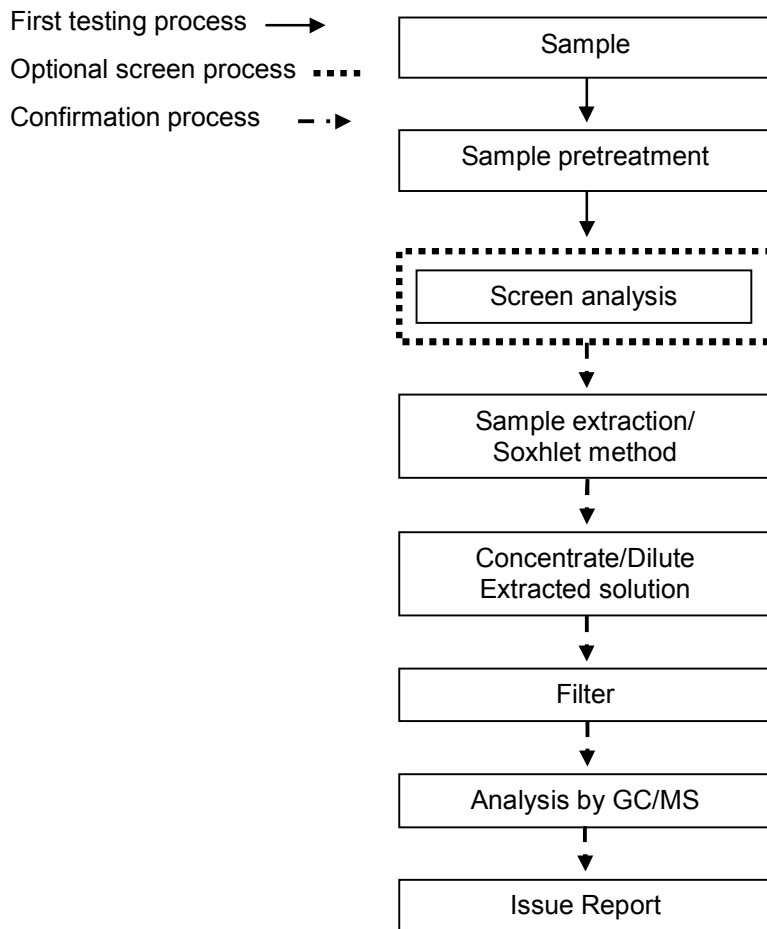 First testing process
Optional screen process
Confirmation process
Sample
Sample pretreatment
Screen analysis
Sample extraction/
Soxhlet method
Concentrate/Dilute
Extracted solution
Filter
Analysis by GC/MS
Issue Report